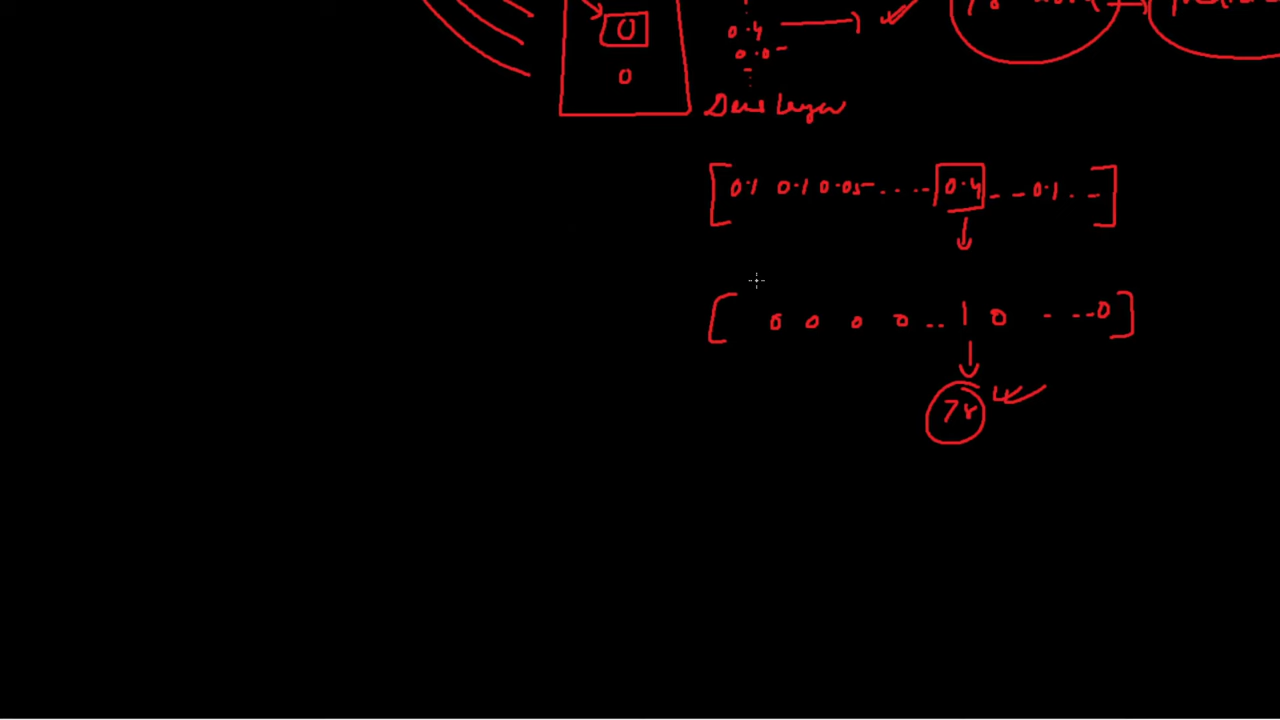 0
0.4
0.05
0
Dense Layer
[0.1 0.1 0.05 .... 0.4 .. 0.1 ..]
[0 0 0 0 .. 1 0 . ..0]
78